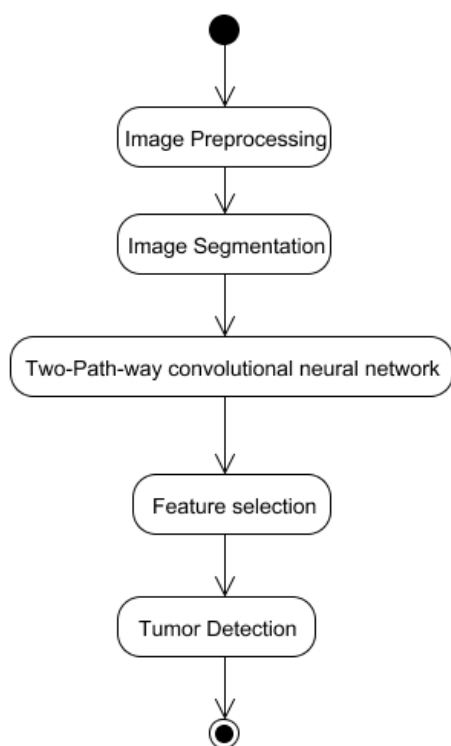 Image Preprocessing
Image Segmentation
Two-Path-way convolutional neural network
Feature selection
Tumor Detection